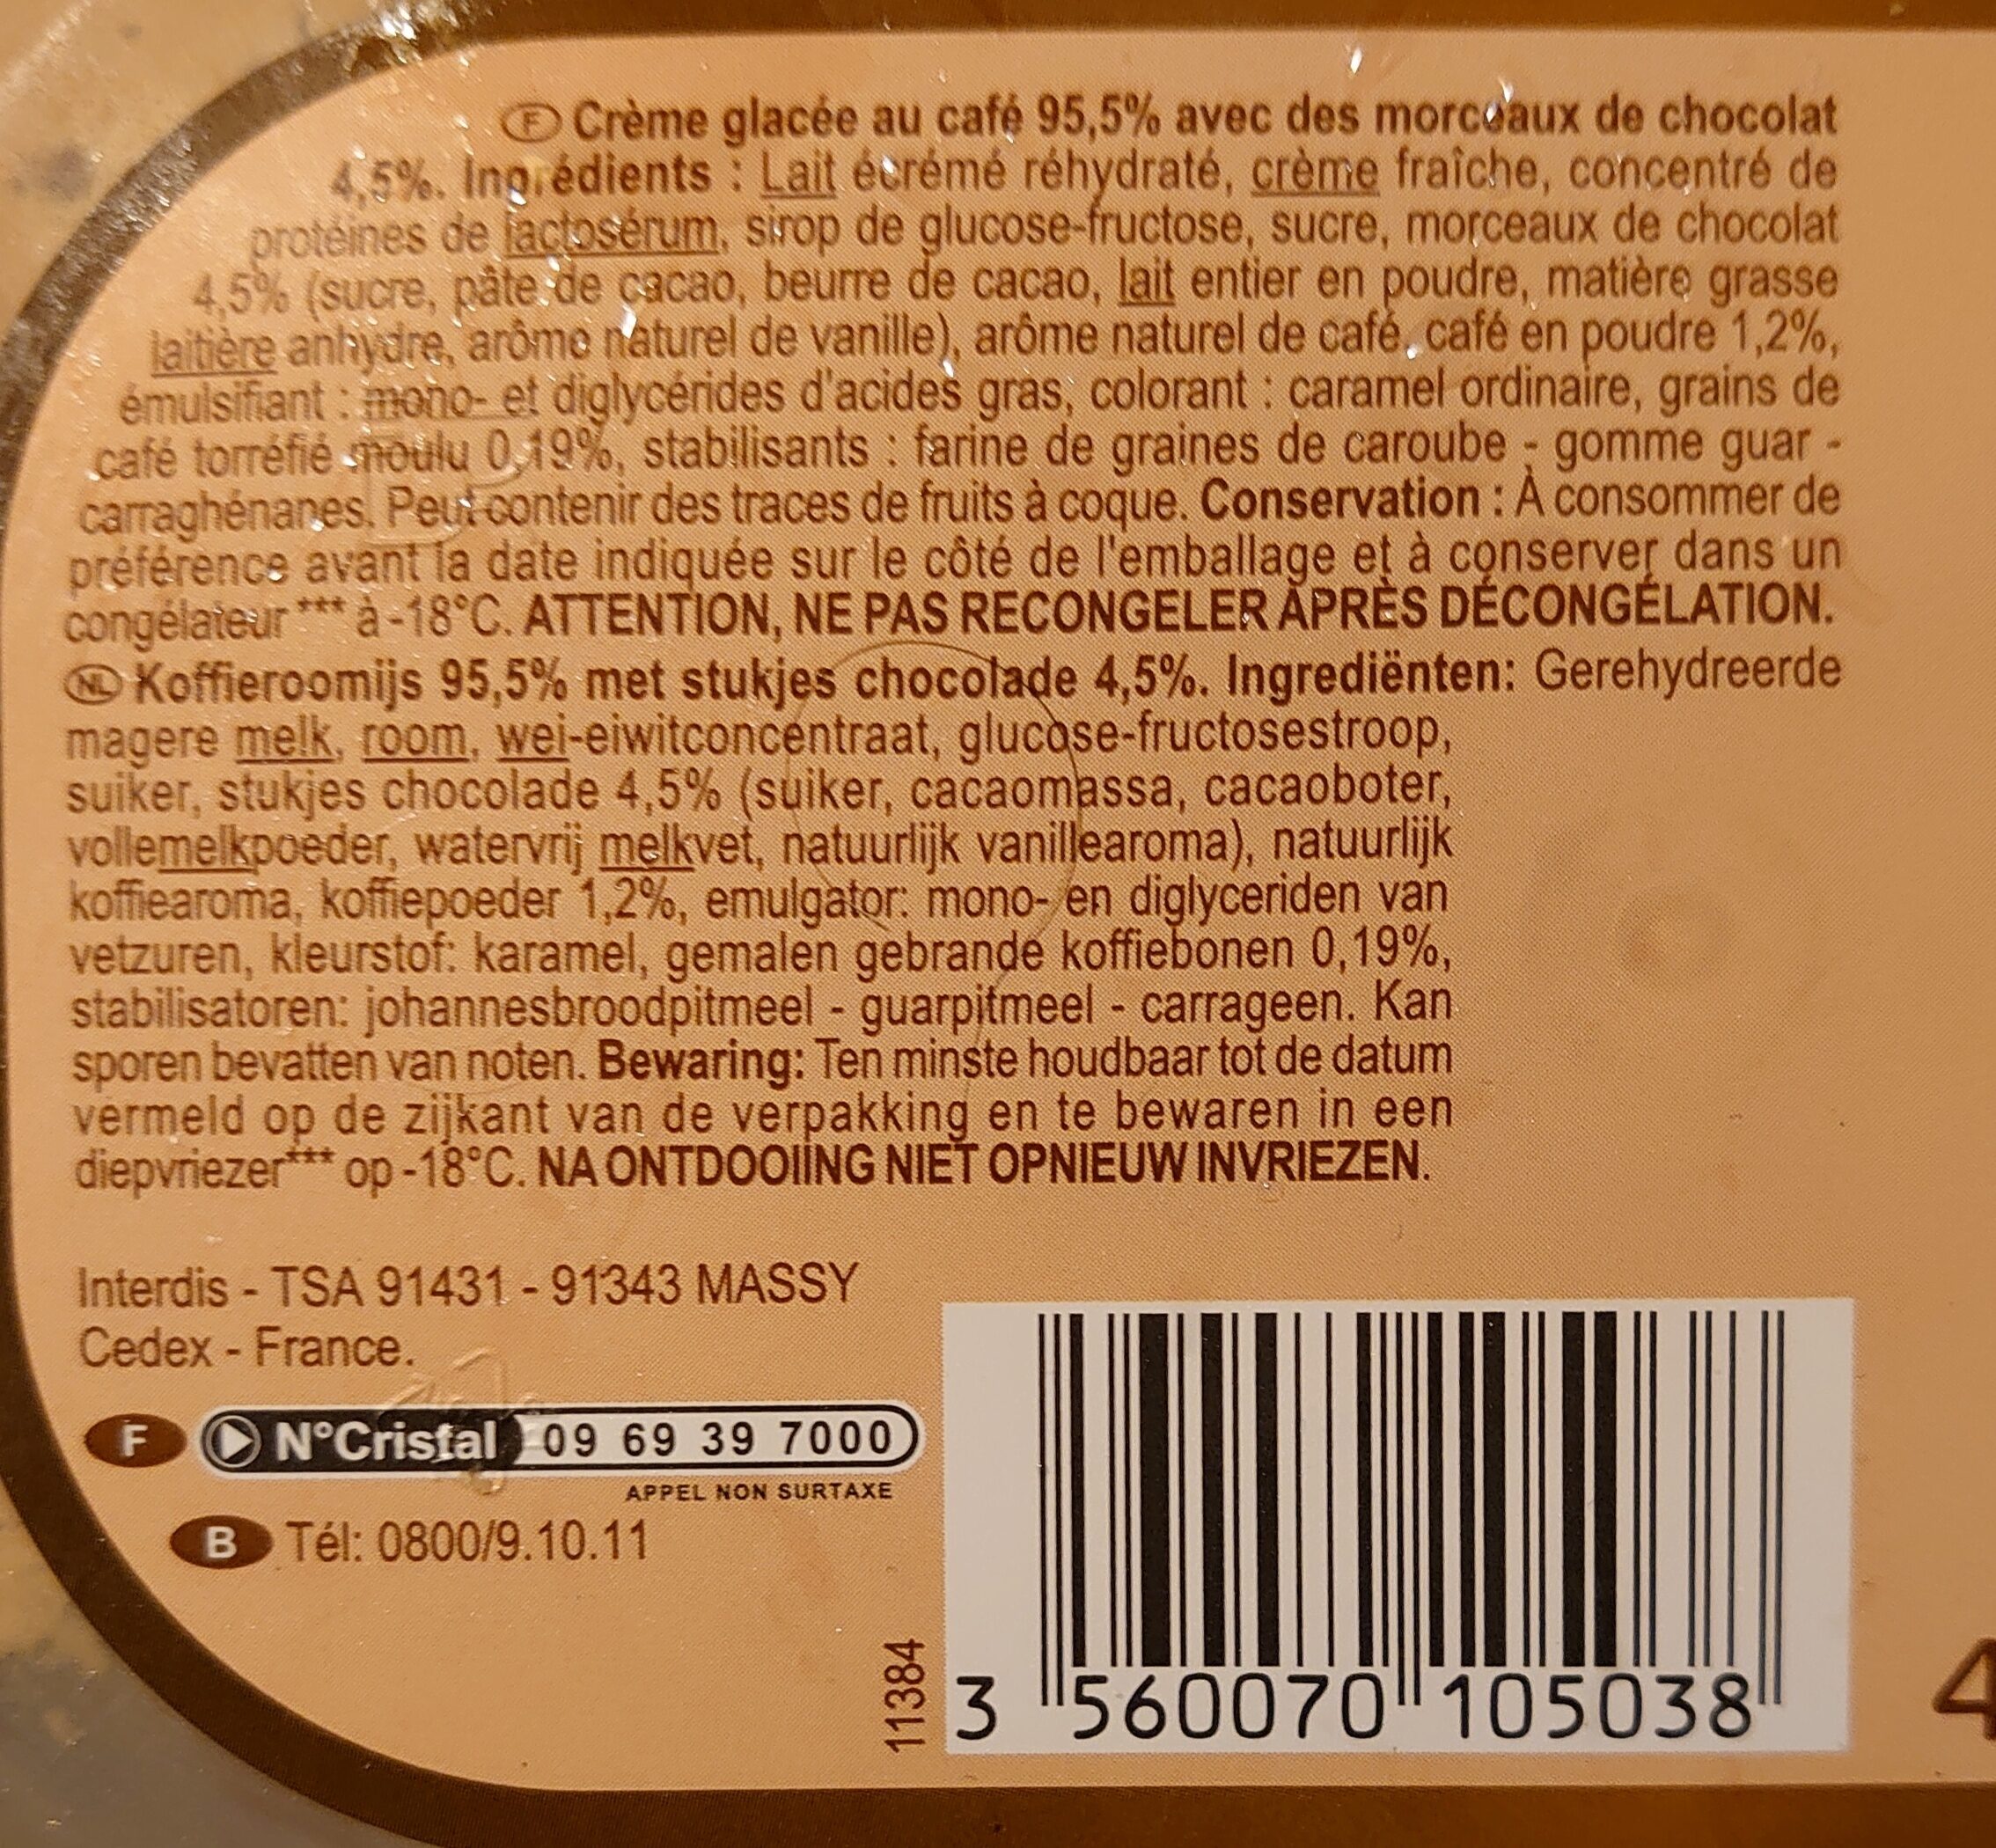 F Crème glacée au café 95,5% avec des morceaux de chocolat
4,5%. Ingrédients : Lait écrémé réhydraté, crème fraîche, concentré de
protéines de lactosérum, sirop de glucose-fructose, sucre, morceaux de chocolat
4,5% (sucre, pâte de cacao, beurre de cacao, lait entier en poudre, matière grasse
laitière anhydre, arôme naturel de vanille), arôme naturel de café, café en poudre 1,2%,
émulsifiant : mono- et diglycérides d'acides gras, colorant : caramel ordinaire, grains de
café torréfié moulu 0,19%, stabilisants : farine de graines de caroube - gomme guar -
carraghénanes. Peut contenir des traces de fruits à coque. Conservation : À consommer de
préférence avant la date indiquée sur le côté de l'emballage et à conserver dans un
congélateur *** à -18°C. ATTENTION, NE PAS RECONGELER APRÈS DÉCONGÉLATION.
NL Koffieroomijs 95,5% met stukjes chocolade 4,5%. Ingrediënten: Gerehydreerde
magere melk, room, wei-eiwitconcentraat, glucose-fructosestroop,
suiker, stukjes chocolade 4,5% (suiker, cacaomassa, cacaoboter,
vollemelkpoeder, watervrij melkvet, natuurlijk vanillearoma), natuurlijk
koffiearoma, koffiepoeder 1,2%, emulgator: mono- en diglyceriden van
vetzuren, kleurstof: karamel, gemalen gebrande koffiebonen 0,19%,
stabilisatoren: johannesbroodpitmeel - guarpitmeel - carrageen. Kan
sporen bevatten van noten. Bewaring: Ten minste houdbaar tot de datum
vermeld op de zijkant van de verpakking en te bewaren in een
diepvriezer*** op -18°C. NA ONTDOOIING NIET OPNIEUW INVRIEZEN.
Interdis - TSA 91431 - 91343 MASSY
Cedex - France.
F N°Cristal 09 69 39 7000
APPEL NON SURTAXE
B Tél: 0800/9.10.11
11384
3 560070 105038
4